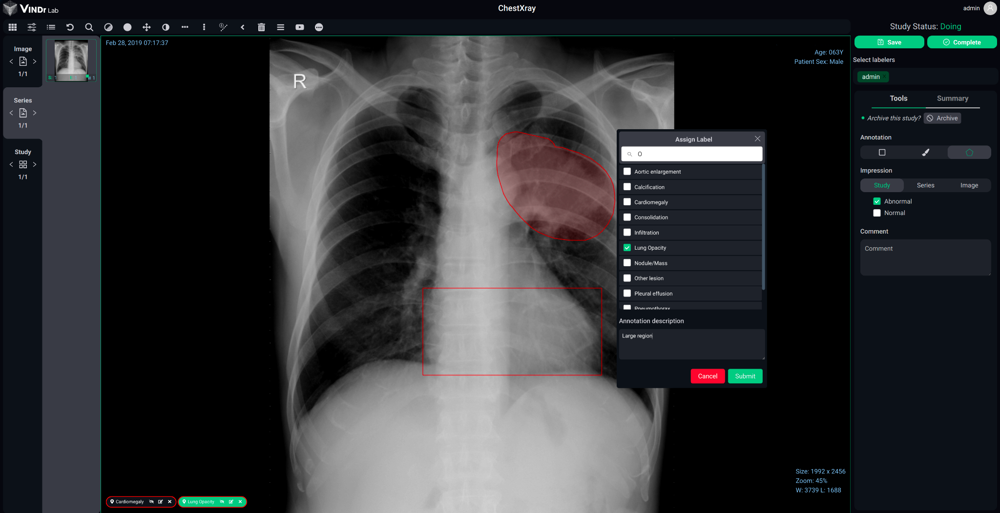 VINDr Lab
ChestXray
admin
Study Status: Doing
Save
Complete
Select labelers
admin
Tools
Summary
Archive this study?
Archive
Annotation
Impression
Study
Series
Image
Abnormal
Normal
Comment
Comment
Image
1/1
Series
1/1
Study
1/1
S: 1
1
1
Feb 28, 2019 07:17:37
Age: 063Y
Patient Sex: Male
R
Assign Label
O
Aortic enlargement
Calcification
Cardiomegaly
Consolidation
Infiltration
Lung Opacity
Nodule/Mass
Other lesion
Pleural effusion
Pneumothorax
Annotation description
Large region
Cancel
Submit
Size: 1992 x 2456
Zoom: 45%
W: 3739 L: 1688
Cardiomegaly
Lung Opacity